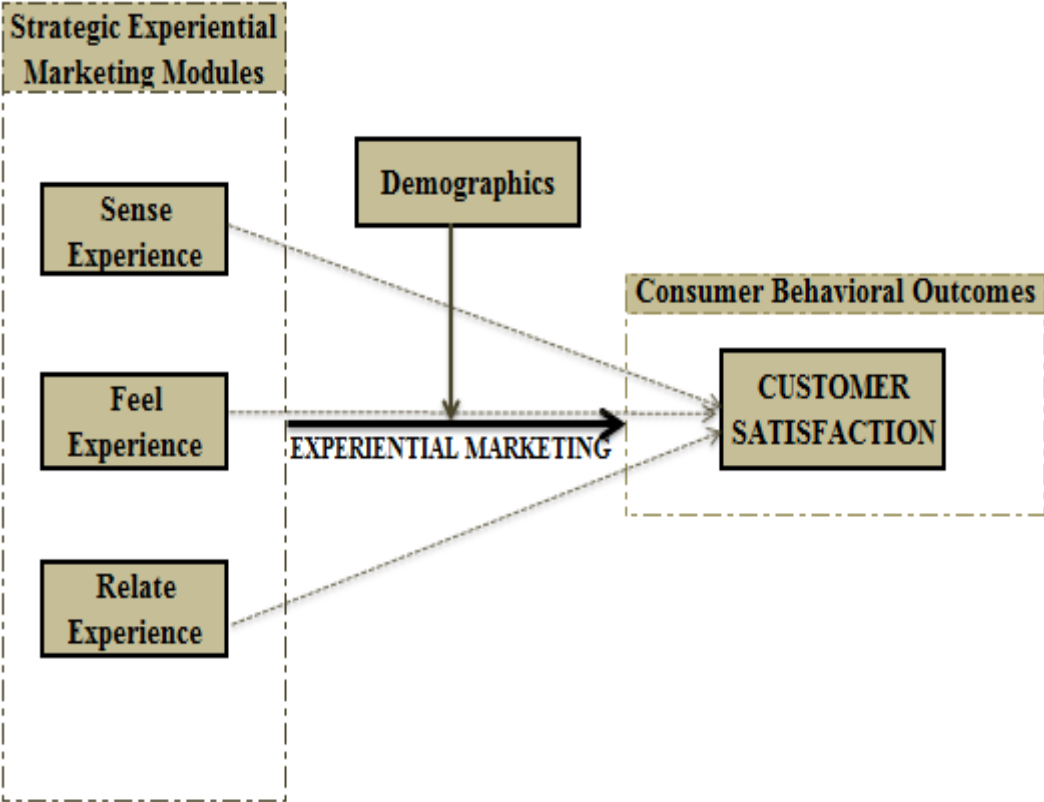 Strategic Experiential
Marketing Modules
Sense
Experience
Feel
Experience
Relate
Experience
Demographics
EXPERIENTIAL MARKETING
Consumer Behavioral Outcomes
CUSTOMER
SATISFACTION